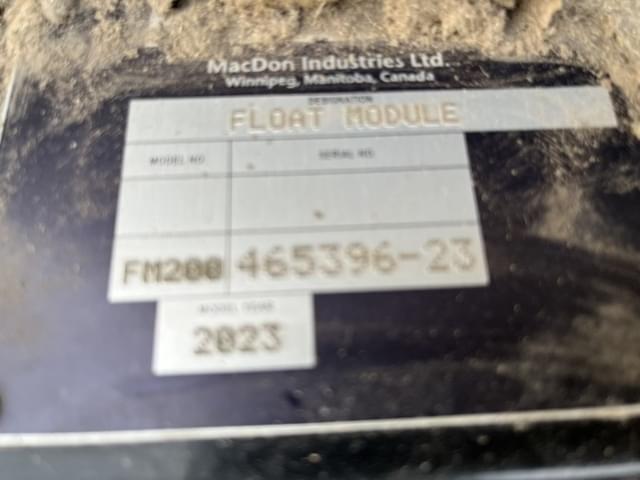 MacDon Industries Ltd.
Winnipeg, Manitoba, Canada
DESIGNATION
FLOAT MODULE
MODEL NO. SERIAL NO.
FM200 465396-23
MODEL YEAR
2023